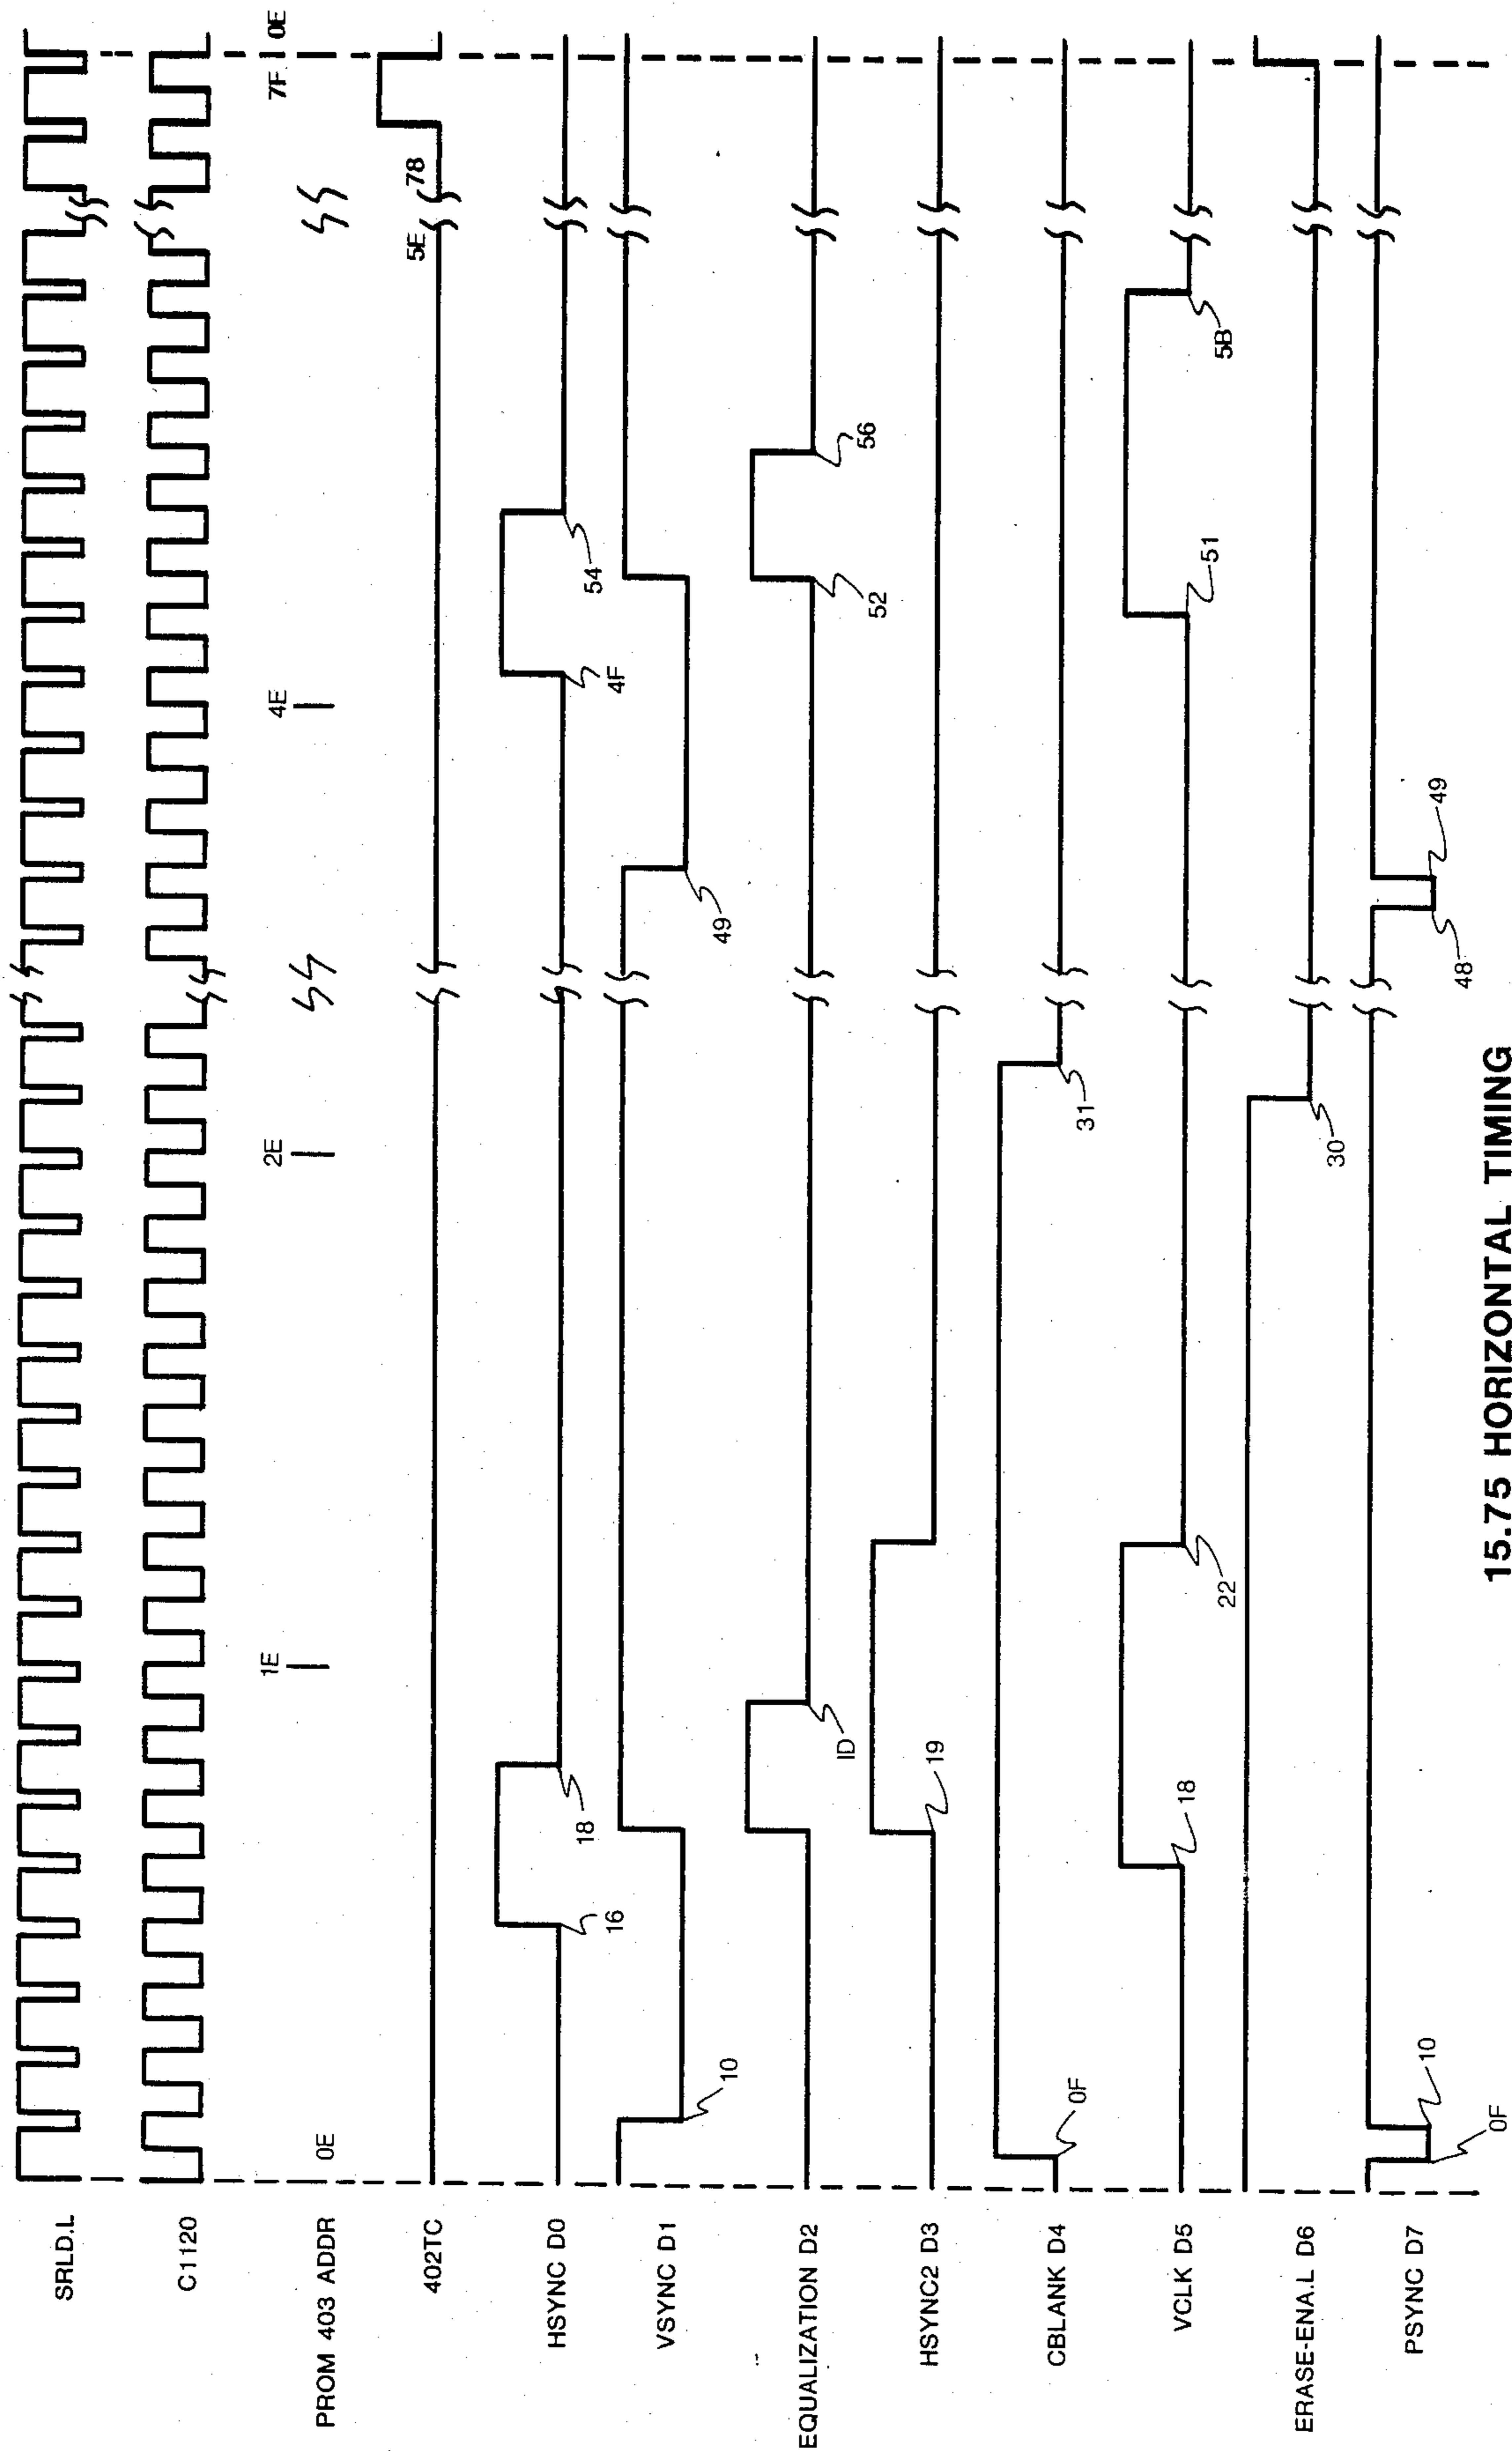 SRLD.L
C1120
PROM 403 ADDR
0E
1E
2E
4E
7F
0E
402TC
5E
78
HSYNC D0
16
18
4F
54
VSYNC D1
10
49
EQUALIZATION D2
1D
52
56
HSYNC2 D3
19
CBLANK D4
0F
31
VCLK D5
18
22
51
5B
ERASE-ENA.L D6
30
PSYNC D7
0F
10
48
49
15.75 HORIZONTAL TIMING